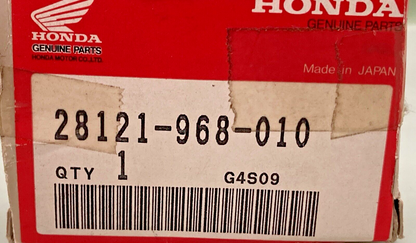 HONDA
GENUINE PARTS
HONDA MOTOR CO., LTD.
HONDA
GENUINE PARTS
Made in JAPAN
28121-968-010
QTY 1
G4S09